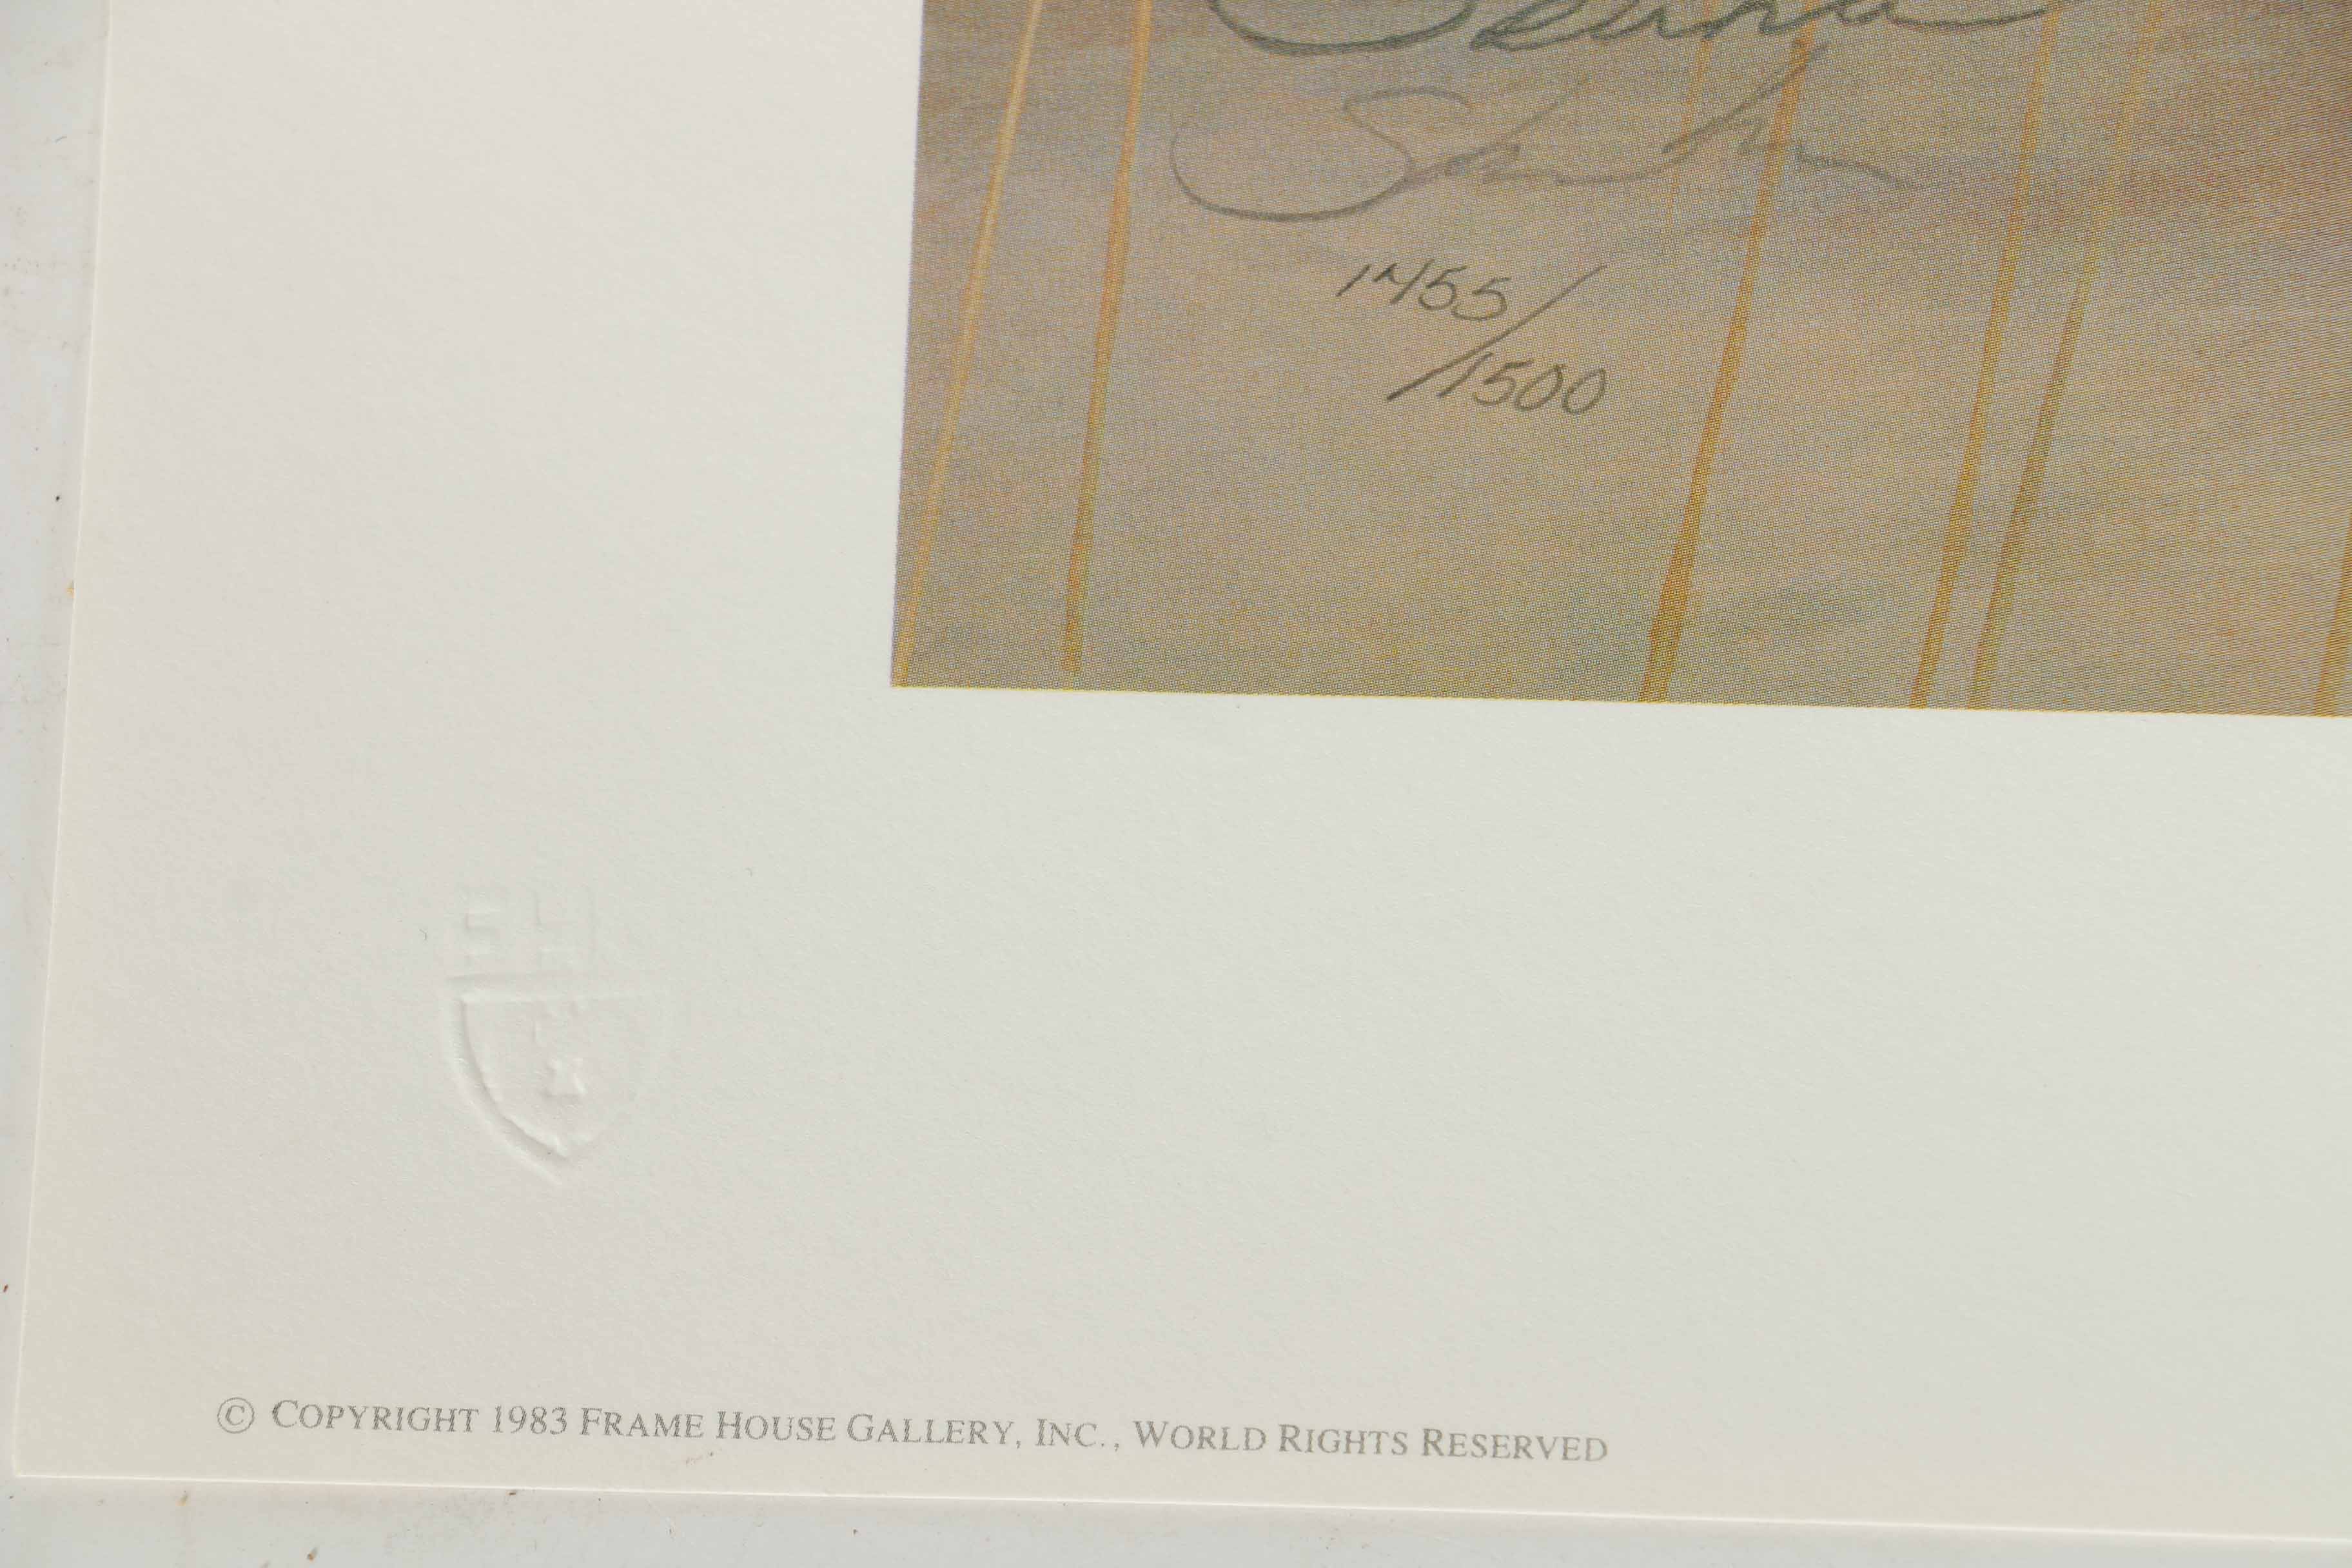 1455/
/1500
© COPYRIGHT 1983 FRAME HOUSE GALLERY, INC., WORLD RIGHTS RESERVED